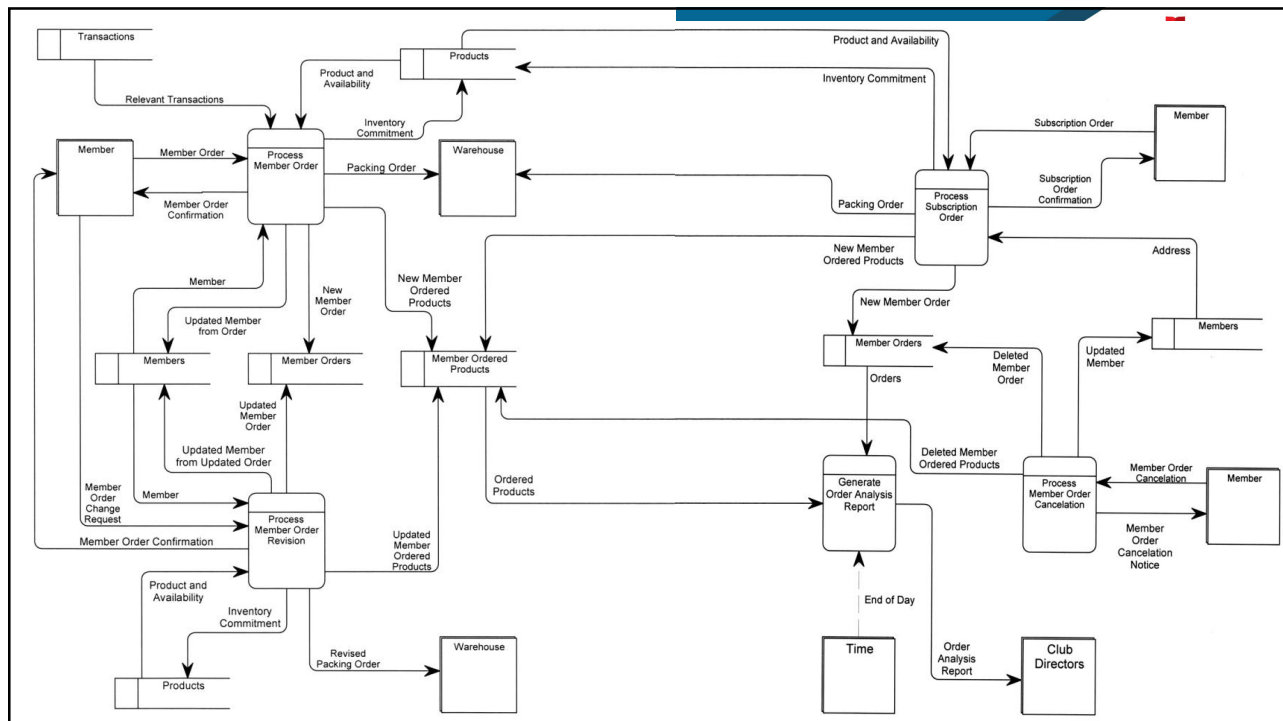 Transactions
Products
Product and Availability
Product and
Availability
Inventory Commitment
Relevant Transactions
Inventory
Commitment
Member
Member Order
Process
Member Order
Packing Order
Warehouse
Member Order
Confirmation
Subscription Order
Member
Subscription
Order
Confirmation
Process
Subscription
Order
Packing Order
New Member
Ordered Products
Address
Member
New
Member
Order
New Member
Ordered
Products
Updated Member
from Order
New Member Order
Members
Member Orders
Member Ordered
Products
Member Orders
Deleted
Member
Order
Updated
Member
Members
Orders
Updated
Member
Order
Updated Member
from Updated Order
Member
Member
Order
Change
Request
Process
Member Order
Revision
Member Order Confirmation
Ordered
Products
Deleted Member
Ordered Products
Generate
Order Analysis
Report
Process
Member Order
Cancelation
Member Order
Cancelation
Member
Member
Order
Cancelation
Notice
Updated
Member
Ordered
Products
Product and
Availability
Inventory
Commitment
End of Day
Revised
Packing Order
Warehouse
Time
Order
Analysis
Report
Club
Directors
Products